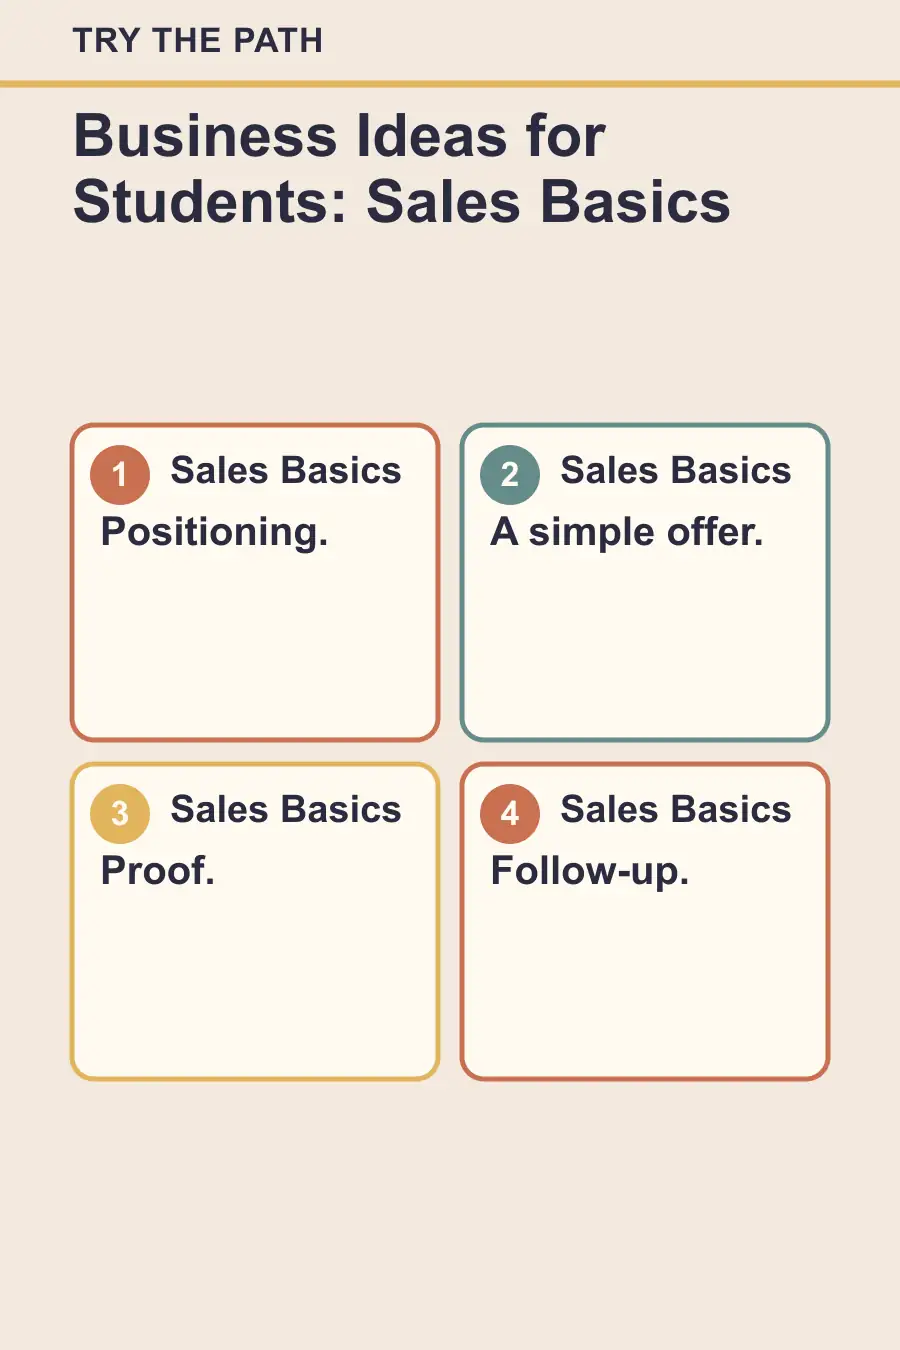 TRY THE PATH
Business Ideas for
Students: Sales Basics
1 Sales Basics
Positioning.
2 Sales Basics
A simple offer.
3 Sales Basics
Proof.
4 Sales Basics
Follow-up.